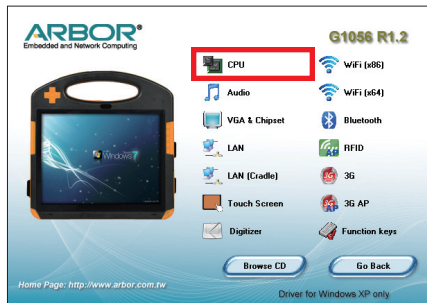 ARBOR®
Embedded and Network Computing
G1056 R1.2
CPU
WiFi (x86)
Audio
WiFi (x64)
VGA & Chipset
Bluetooth
LAN
RFID
LAN (Cradle)
3G
Touch Screen
3G AP
Digitizer
Function keys
Windows 7
Browse CD
Go Back
Home Page: http://www.arbor.com.tw
Driver for Windows XP only